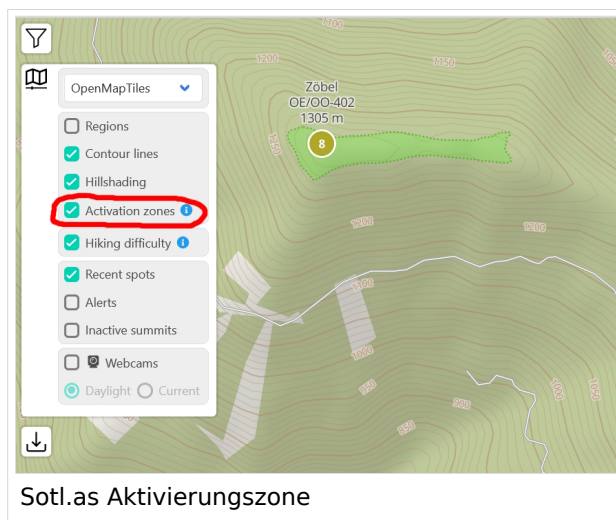 OpenMapTiles
Regions
Contour lines
Hillshading
Activation zones
Hiking difficulty
Recent spots
Alerts
Inactive summits
Webcams
Daylight Current
Zöbel
OE/OO-402
1305 m
8
1100
1200
1150
1250
1200
1200
1100
1000
950
900
850
850
1000
1050
Sotl.as Aktivierungszone